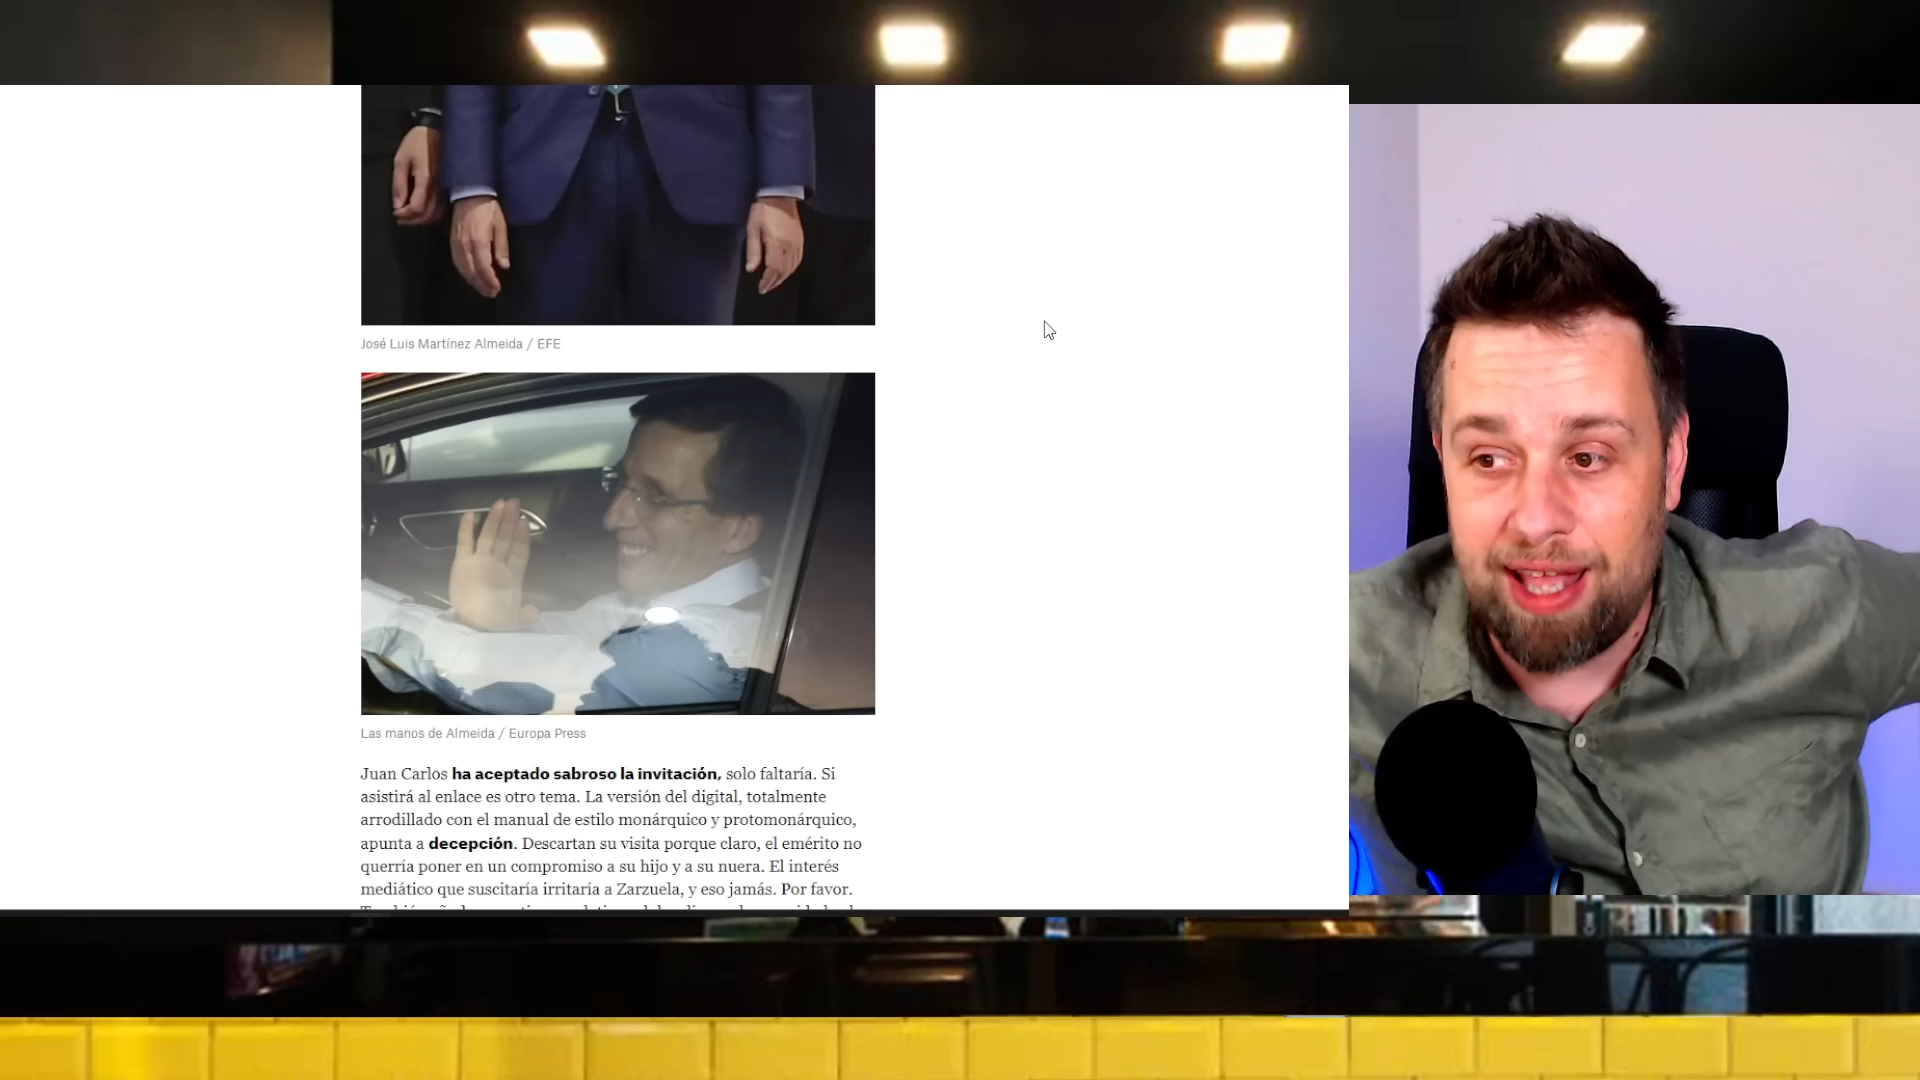 José Luis Martínez Almeida / EFE
Las manos de Almeida / Europa Press
Juan Carlos ha aceptado sabroso la invitación, solo faltaría. Si
asistirá al enlace es otro tema. La versión del digital, totalmente
arrodillado con el manual de estilo monárquico y protomonárquico,
apunta a decepción. Descartan su visita porque claro, el emérito no
querría poner en un compromiso a su hijo y a su nuera. El interés
mediático que suscitaría irritaría a Zarzuela, y eso jamás. Por favor.